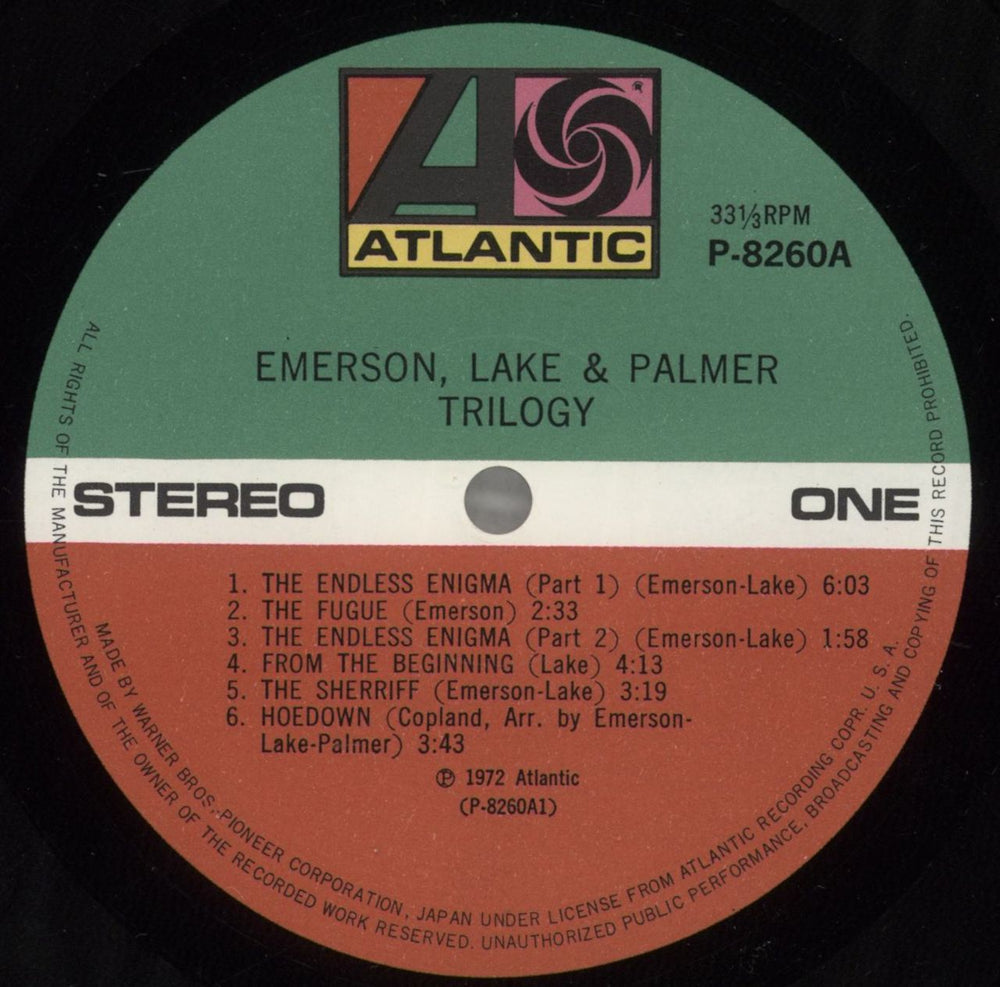 ®
ATLANTIC
33⅓RPM
P-8260A
EMERSON, LAKE & PALMER
TRILOGY
STEREO
ONE
1. THE ENDLESS ENIGMA (Part 1) (Emerson-Lake) 6:03
2. THE FUGUE (Emerson) 2:33
3. THE ENDLESS ENIGMA (Part 2) (Emerson-Lake) 1:58
4. FROM THE BEGINNING (Lake) 4:13
5. THE SHERRIFF (Emerson-Lake) 3:19
6. HOEDOWN (Copland, Arr. by Emerson-
Lake-Palmer) 3:43
℗ 1972 Atlantic
(P-8260A1)
MADE BY WARNER BROS.-PIONEER CORPORATION, JAPAN UNDER LICENSE FROM ATLANTIC RECORDING COPR. U. S. A.
ALL RIGHTS OF THE MANUFACTURER AND OF THE OWNER OF THE RECORDED WORK RESERVED. UNAUTHORIZED PUBLIC PERFORMANCE, BROADCASTING AND COPYING OF THIS RECORD PROHIBITED.